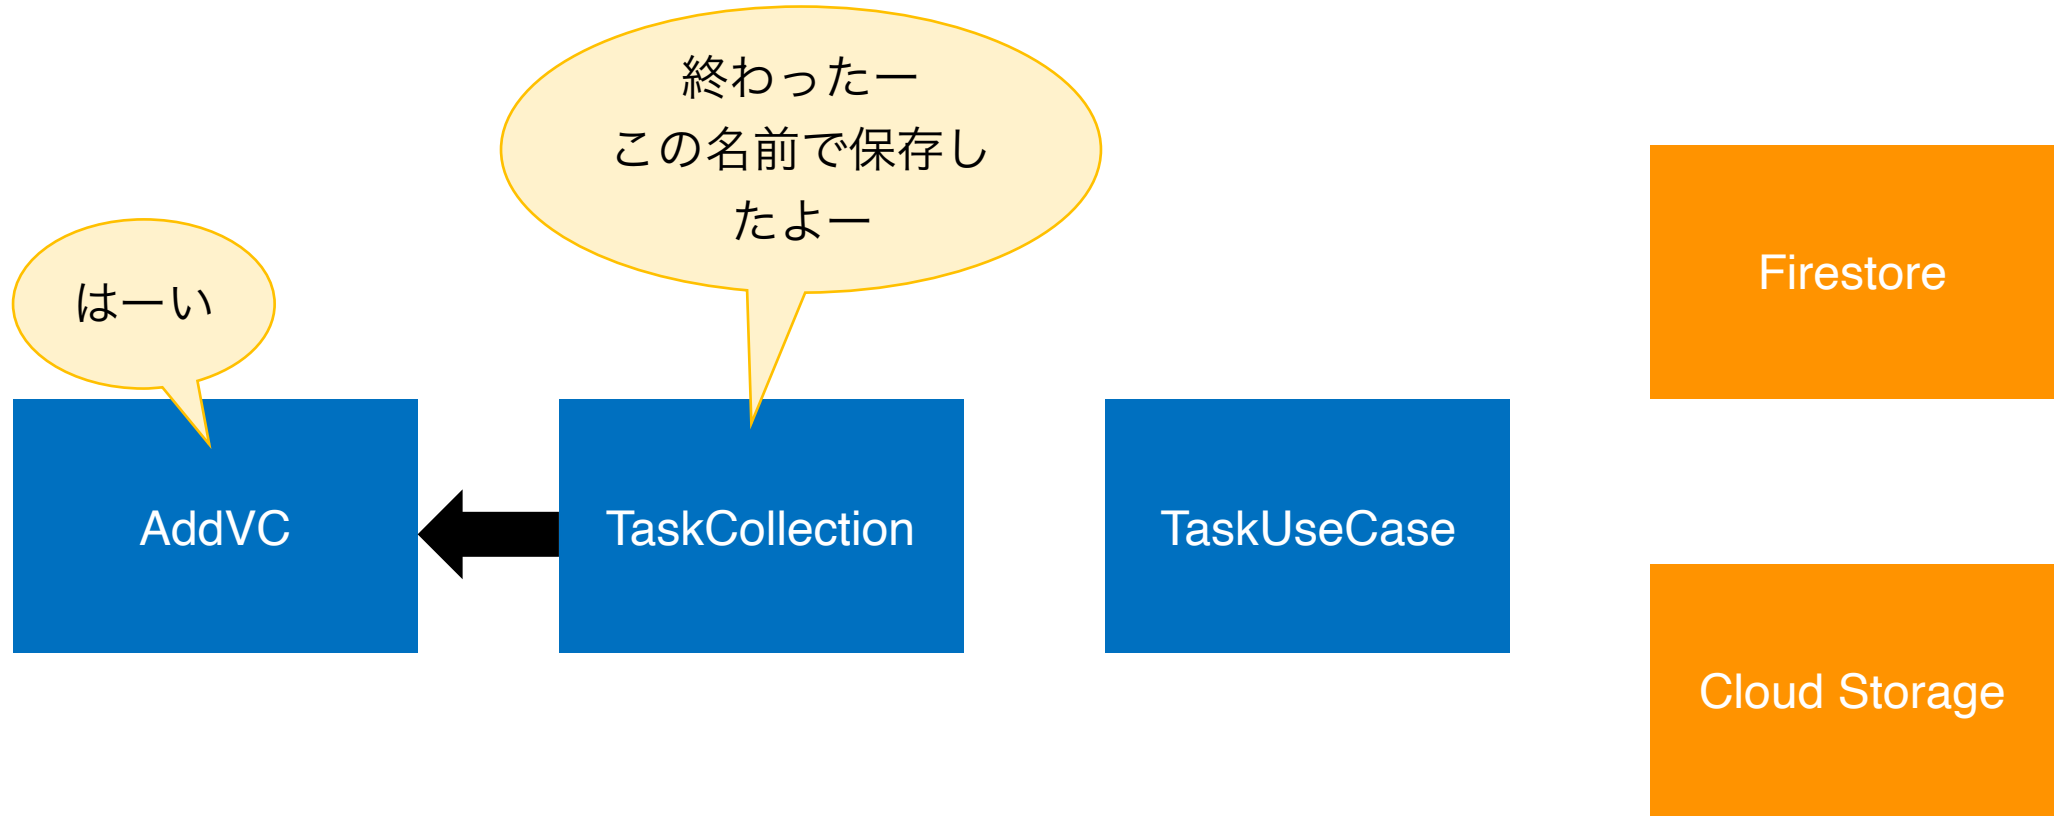 終わったー
この名前で保存し
たよー
はーい
Firestore
AddVC
TaskCollection
TaskUseCase
Cloud Storage